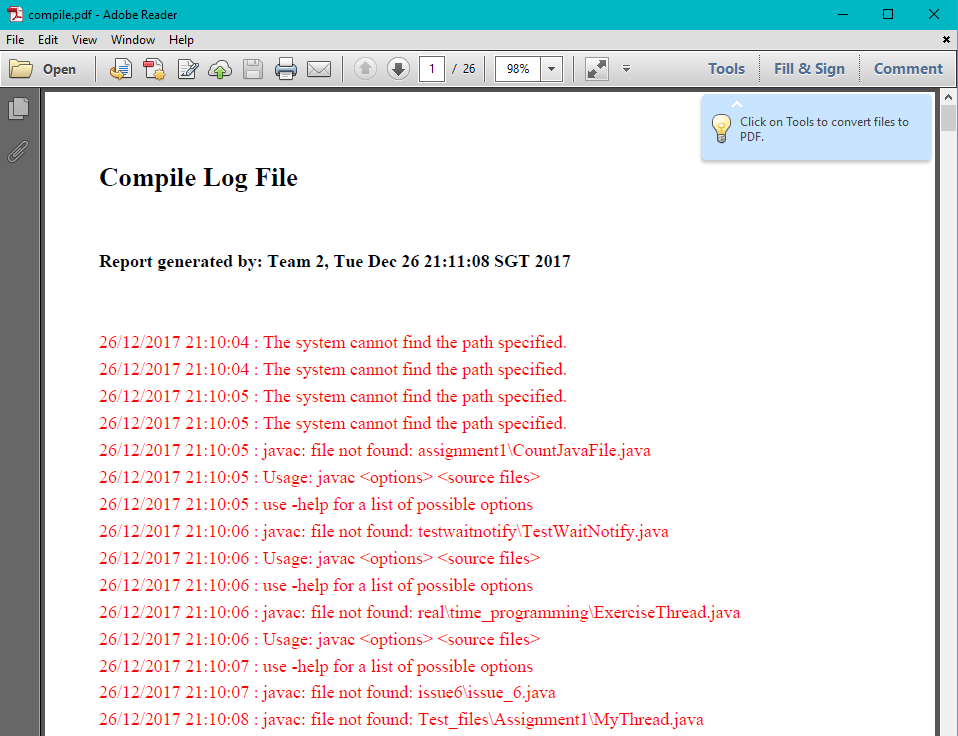 compile.pdf - Adobe Reader
File Edit View Window Help
Open 1 / 26 98% Tools Fill & Sign Comment
Click on Tools to convert files to
PDF.
Compile Log File
Report generated by: Team 2, Tue Dec 26 21:11:08 SGT 2017
26/12/2017 21:10:04 : The system cannot find the path specified.
26/12/2017 21:10:04 : The system cannot find the path specified.
26/12/2017 21:10:05 : The system cannot find the path specified.
26/12/2017 21:10:05 : The system cannot find the path specified.
26/12/2017 21:10:05 : javac: file not found: assignment1\CountJavaFile.java
26/12/2017 21:10:05 : Usage: javac <options> <source files>
26/12/2017 21:10:05 : use -help for a list of possible options
26/12/2017 21:10:06 : javac: file not found: testwaitnotify\TestWaitNotify.java
26/12/2017 21:10:06 : Usage: javac <options> <source files>
26/12/2017 21:10:06 : use -help for a list of possible options
26/12/2017 21:10:06 : javac: file not found: real\time_programming\ExerciseThread.java
26/12/2017 21:10:06 : Usage: javac <options> <source files>
26/12/2017 21:10:07 : use -help for a list of possible options
26/12/2017 21:10:07 : javac: file not found: issue6\issue_6.java
26/12/2017 21:10:08 : javac: file not found: Test_files\Assignment1\MyThread.java